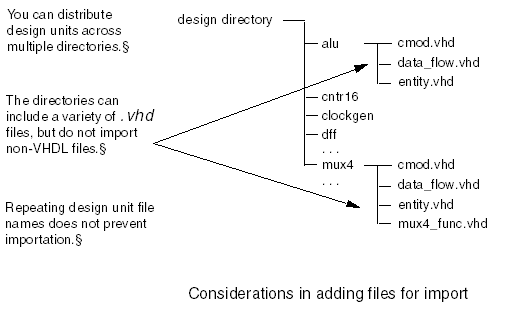 You can distribute
design units across
multiple directories.§
The directories can
include a variety of .vhd
files, but do not import
non-VHDL files.§
Repeating design unit file
names does not prevent
importation.§
design directory
alu
cmod.vhd
data_flow.vhd
entity.vhd
cntr16
clockgen
dff
. . .
mux4
cmod.vhd
. . .
data_flow.vhd
entity.vhd
mux4_func.vhd
Considerations in adding files for import